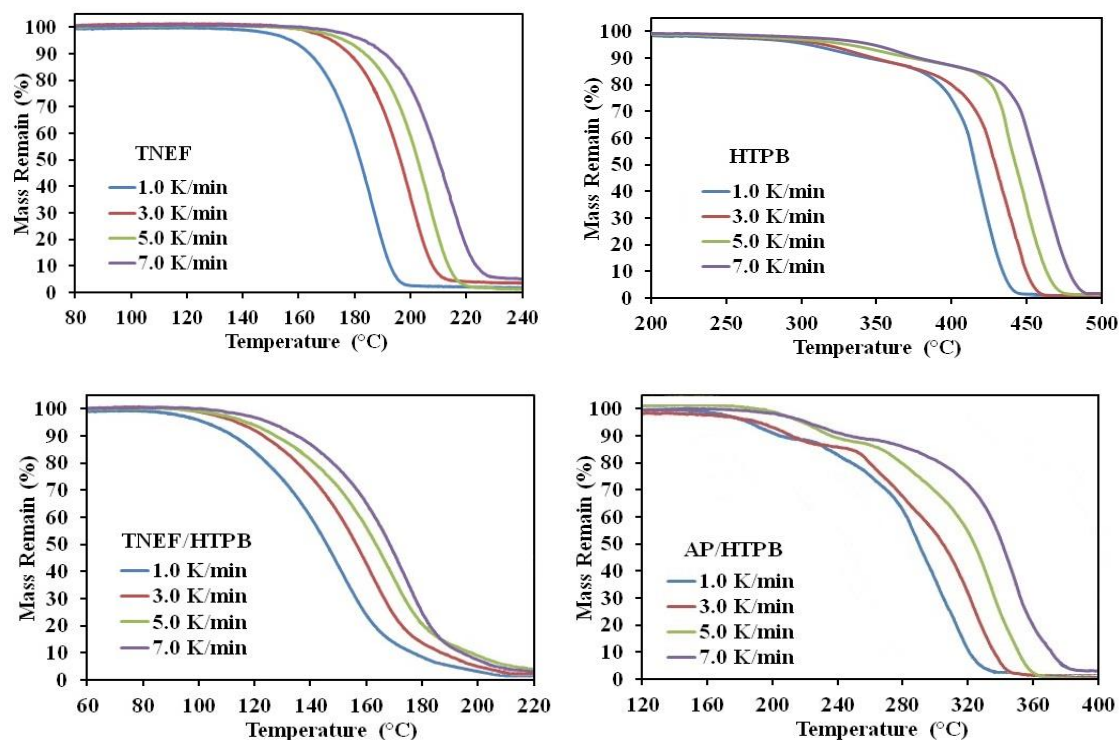 Mass Remain (%)
100
90
80
70
60
50
40
30
20
10
0
TNEF
1.0 K/min
3.0 K/min
5.0 K/min
7.0 K/min
80 100 120 140 160 180 200 220 240
Temperature (°C)
Mass Remain (%)
100
90
80
70
60
50
40
30
20
10
0
HTPB
1.0 K/min
3.0 K/min
5.0 K/min
7.0 K/min
200 250 300 350 400 450 500
Temperature (°C)
Mass Remain (%)
100
90
80
70
60
50
40
30
20
10
0
TNEF/HTPB
1.0 K/min
3.0 K/min
5.0 K/min
7.0 K/min
60 80 100 120 140 160 180 200 220
Temperature (°C)
Mass Remain (%)
100
90
80
70
60
50
40
30
20
10
0
AP/HTPB
1.0 K/min
3.0 K/min
5.0 K/min
7.0 K/min
120 160 200 240 280 320 360 400
Temperature (°C)